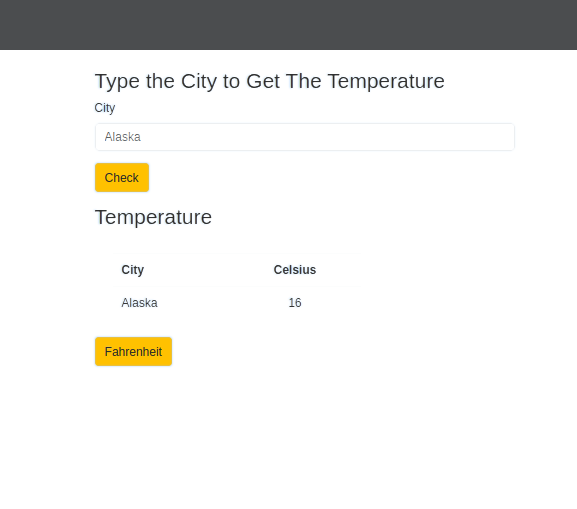 Type the City to Get The Temperature
City
Alaska
Check
Temperature
City Celsius
Alaska 16
Fahrenheit